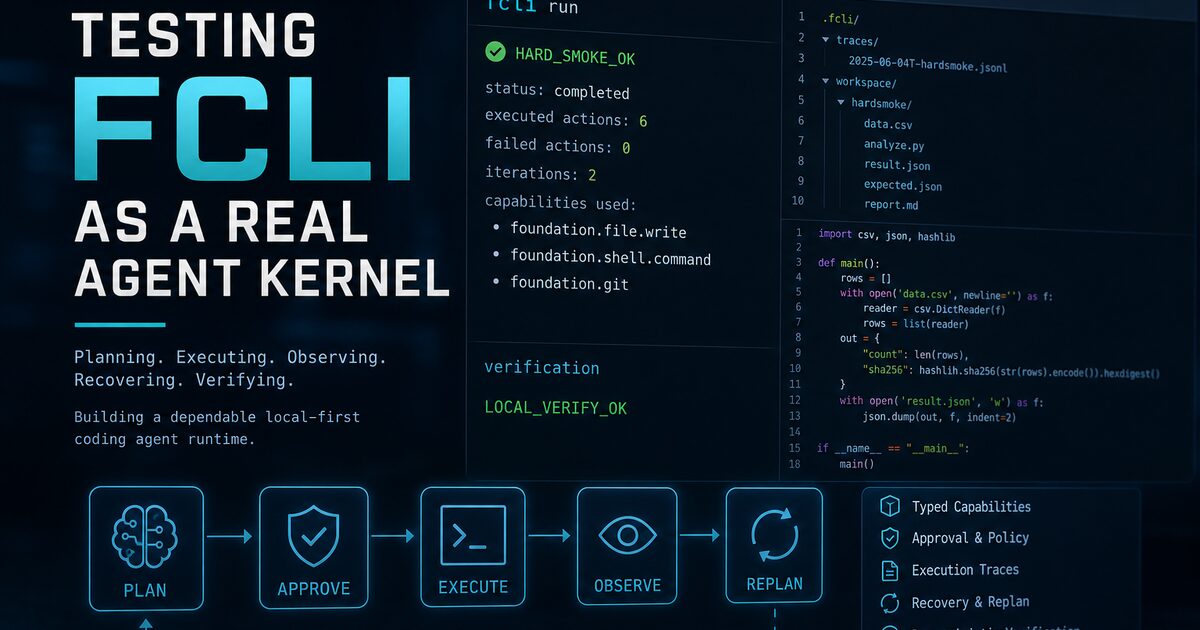 TESTING
FCLI
AS A REAL
AGENT KERNEL
Planning. Executing. Observing.
Recovering. Verifying.
Building a dependable local-first
coding agent runtime.
fcli run
HARD_SMOKE_OK
status: completed
executed actions: 6
failed actions: 0
iterations: 2
capabilities used:
• foundation.file.write
• foundation.shell.command
• foundation.git
verification
LOCAL_VERIFY_OK
1 .fcli/
2 traces/
3 2025-06-04T-hardsmoke.jsonl
4 workspace/
5 hardsmoke/
6 data.csv
7 analyze.py
8 result.json
9 expected.json
10 report.md
1 import csv, json, hashlib
2
3 def main():
4 rows = []
5 with open('data.csv', newline='') as f:
6 reader = csv.DictReader(f)
7 rows = list(reader)
8 out = {
9 "count": len(rows),
10 "sha256": hashlib.sha256(str(rows).encode()).hexdigest()
11 }
12 with open('result.json', 'w') as f:
13 json.dump(out, f, indent=2)
14
15 if __name__ == "__main__":
18 main()
PLAN
APPROVE
EXECUTE
OBSERVE
REPLAN
Typed Capabilities
Approval & Policy
Execution Traces
Recovery & Replan